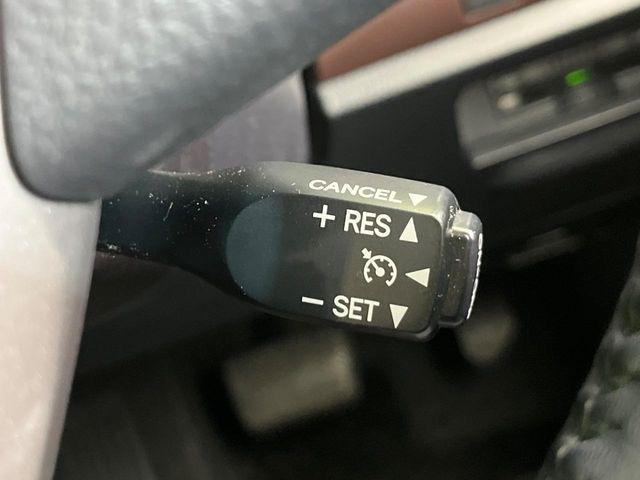 CANCEL ▼
+ RES ▲
◀
− SET ▼